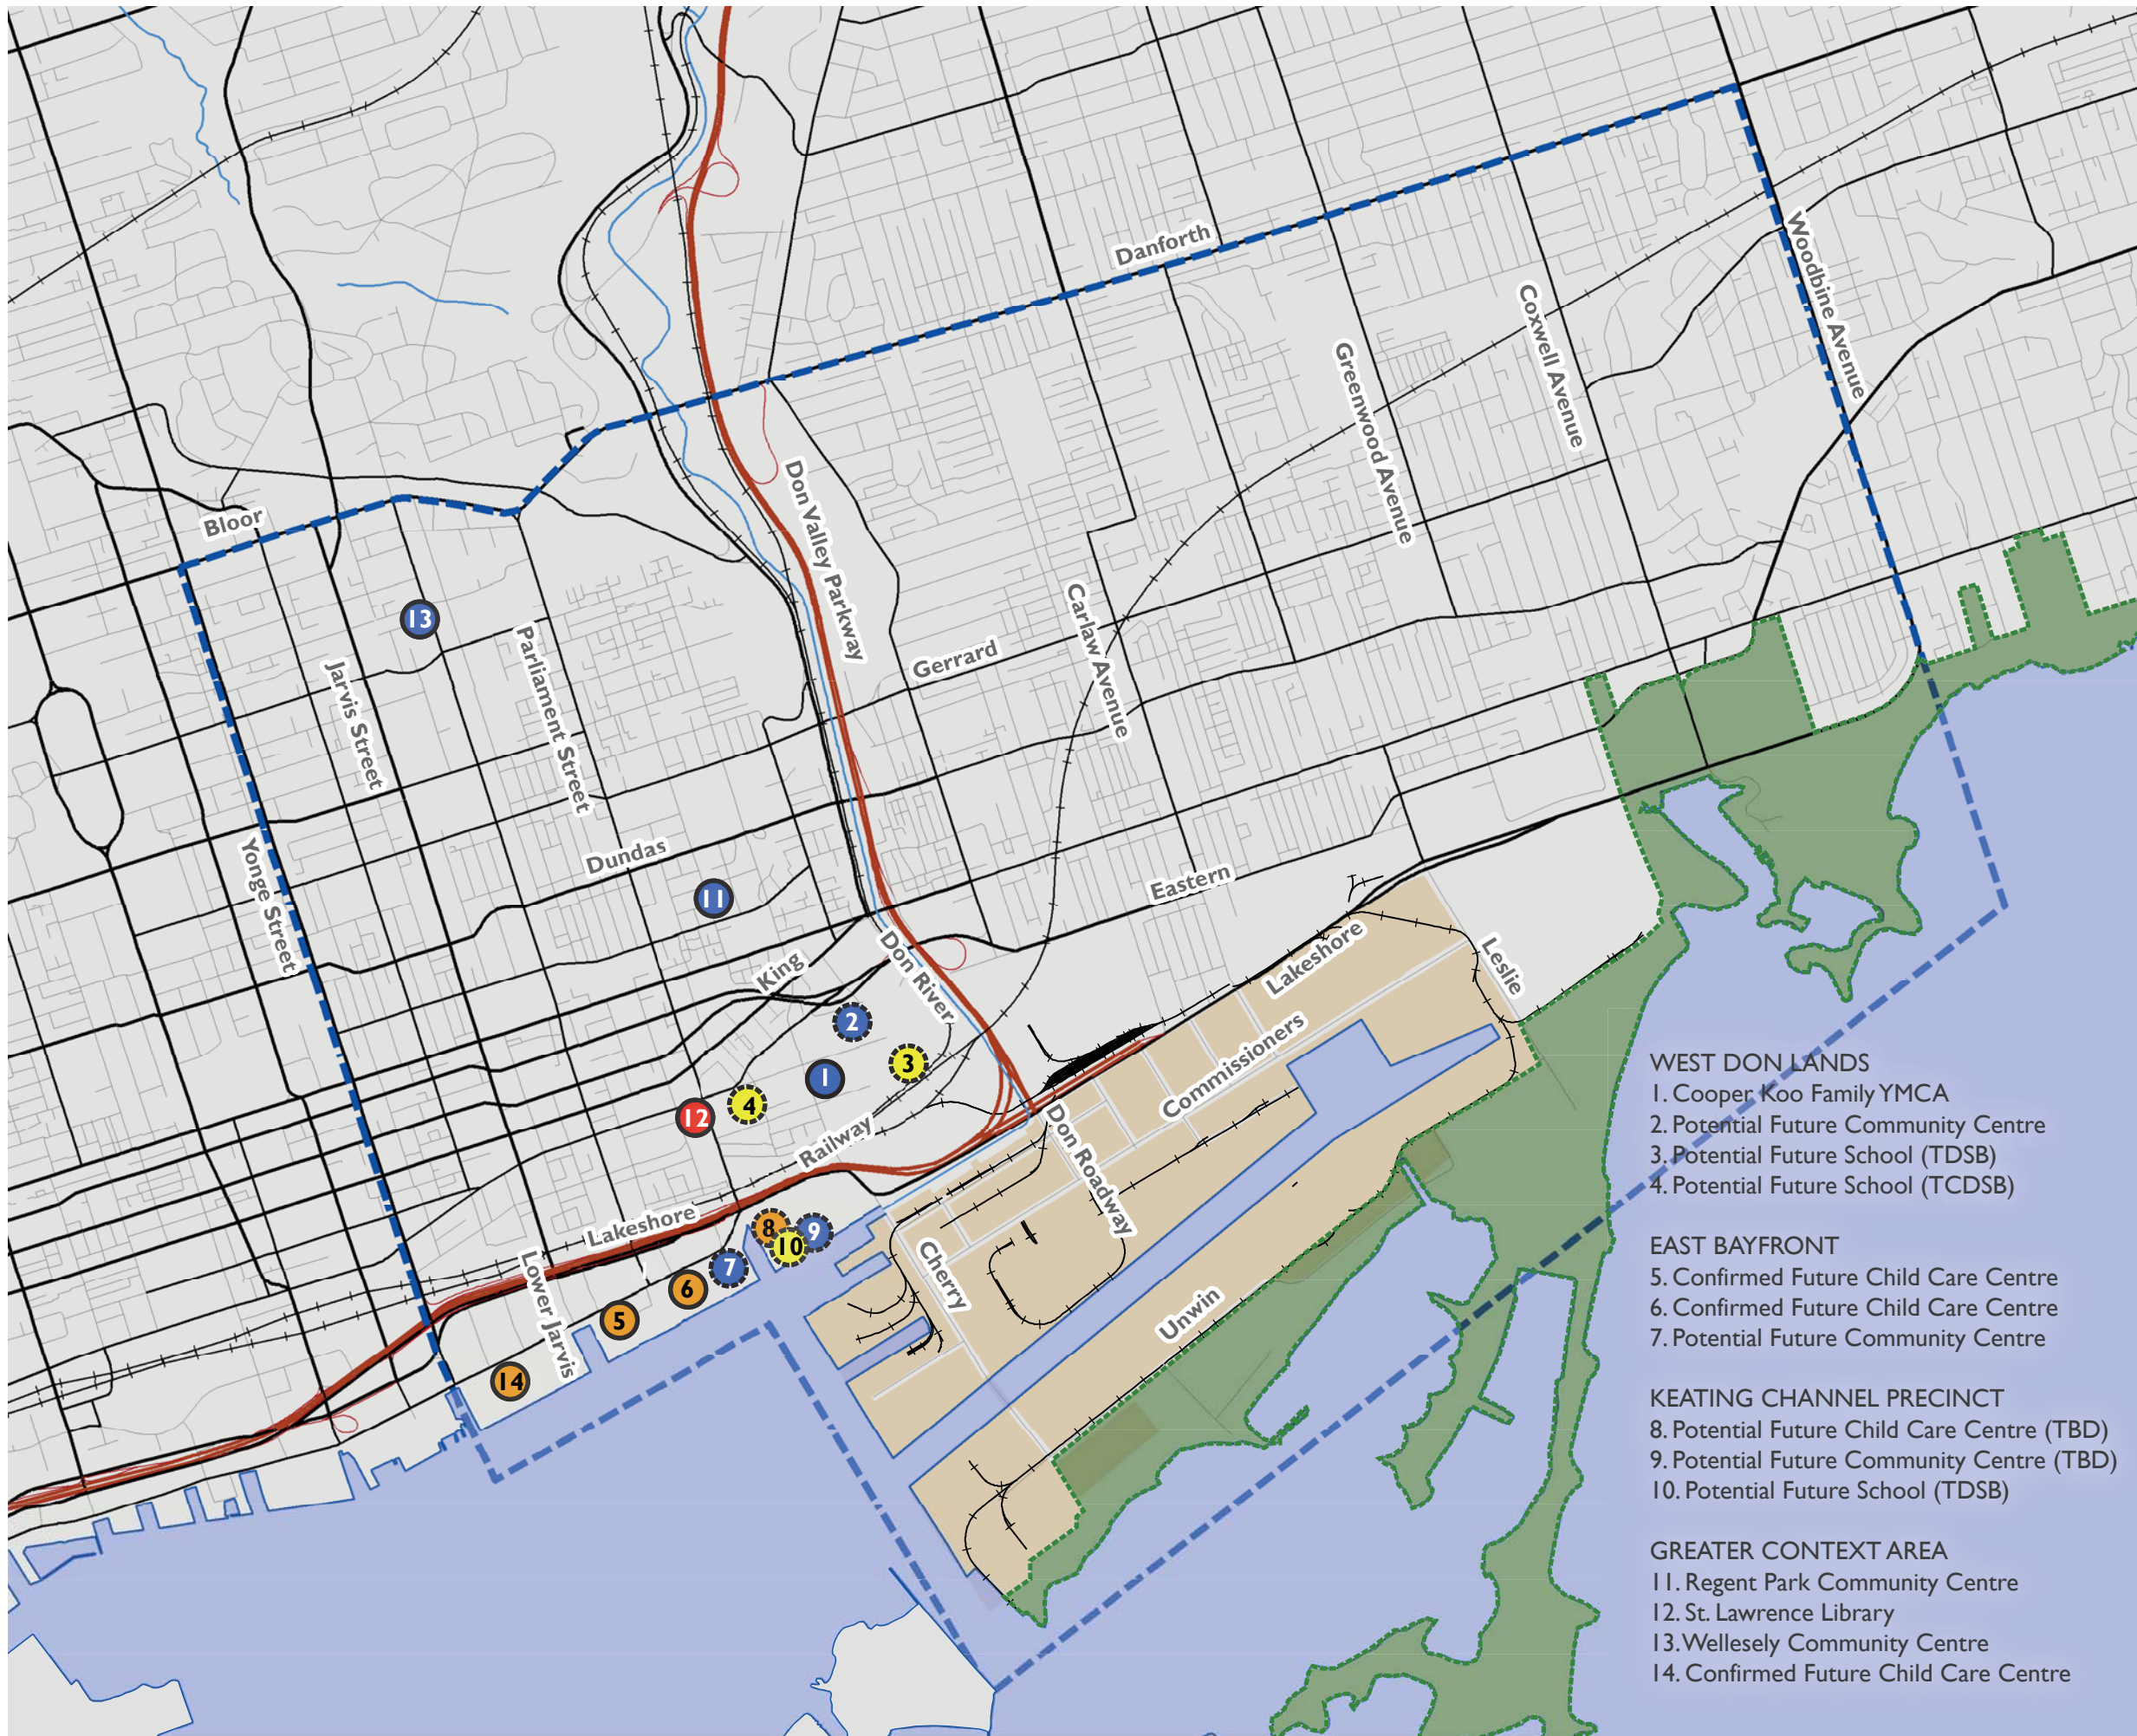 Danforth
Woodbine Avenue
Coxwell Avenue
Greenwood Avenue
Bloor
Don Valley Parkway
13
Carlaw Avenue
Parliament Street
Gerrard
Jarvis Street
Yonge Street
Dundas
11
Eastern
King
Don River
Lakeshore
Leslie
2
3
1
4
12
Commissioners
Railway
Don Roadway
Lakeshore
8
9
10
7
6
5
Lower Jarvis
14
Cherry
Unwin
WEST DON LANDS
1. Cooper Koo Family YMCA
2. Potential Future Community Centre
3. Potential Future School (TDSB)
4. Potential Future School (TCDSB)
EAST BAYFRONT
5. Confirmed Future Child Care Centre
6. Confirmed Future Child Care Centre
7. Potential Future Community Centre
KEATING CHANNEL PRECINCT
8. Potential Future Child Care Centre (TBD)
9. Potential Future Community Centre (TBD)
10. Potential Future School (TDSB)
GREATER CONTEXT AREA
11. Regent Park Community Centre
12. St. Lawrence Library
13. Wellesely Community Centre
14. Confirmed Future Child Care Centre